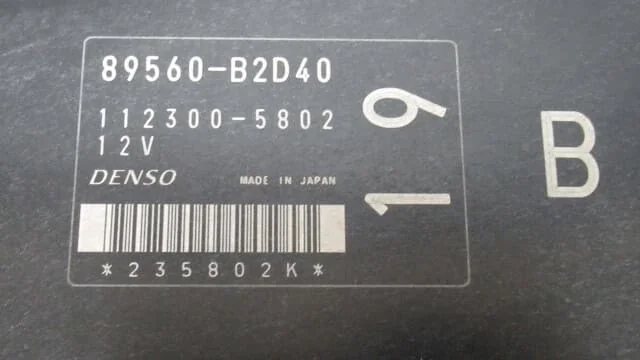 89560-B2D40
112300-5802
12V
DENSO MADE IN JAPAN
*235802K*
19
B